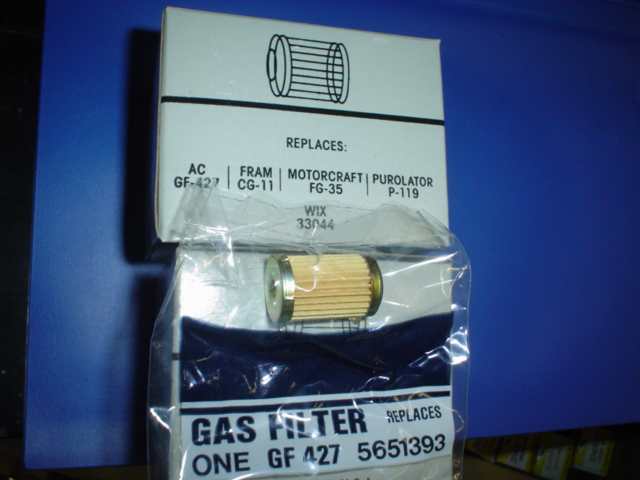 REPLACES:
AC FRAM MOTORCRAFT PUROLATOR
GF-427 CG-11 FG-35 P-119
WIX
33044
GAS FILTER REPLACES
ONE GF 427 5651393